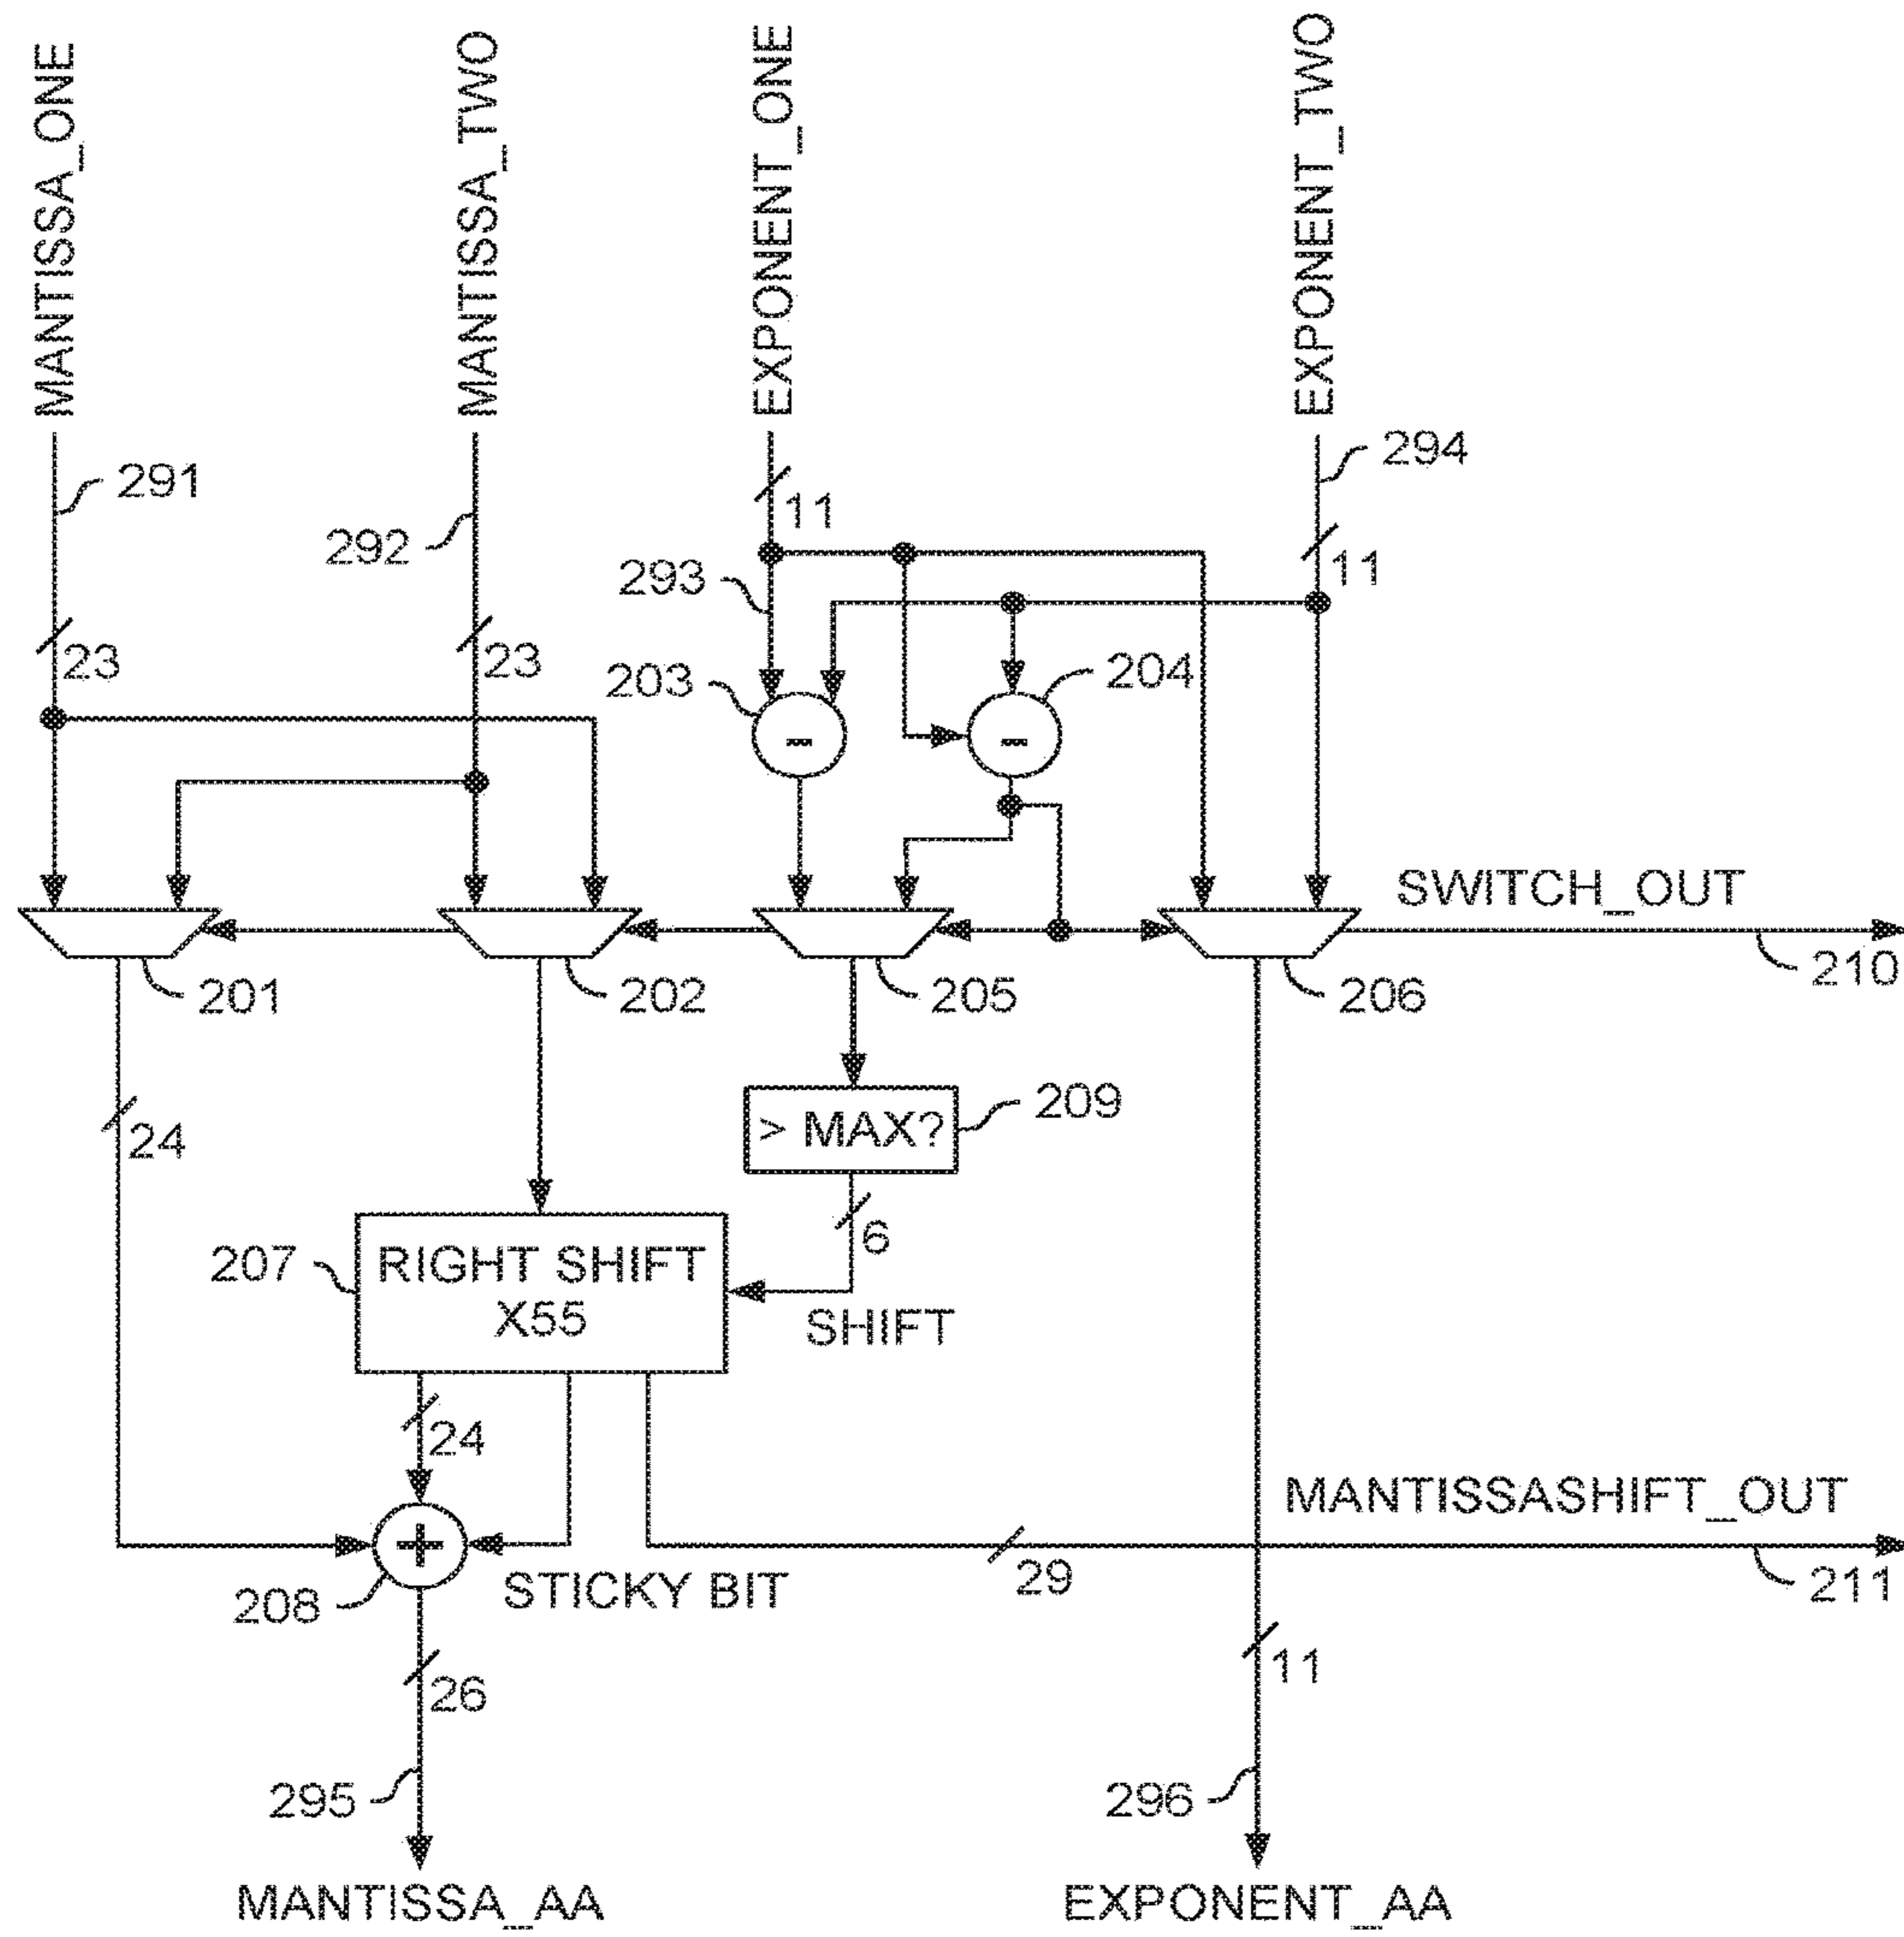 MANTISSA_ONE
MANTISSA_TWO
EXPONENT_ONE
EXPONENT_TWO
291
292
293
294
11
11
23
23
203
204
-
-
SWITCH_OUT
201
202
205
206
210
24
> MAX?
209
6
207
RIGHT SHIFT
X55
SHIFT
24
MANTISSASHIFT_OUT
+
29
208
STICKY BIT
211
26
11
295
296
MANTISSA_AA
EXPONENT_AA